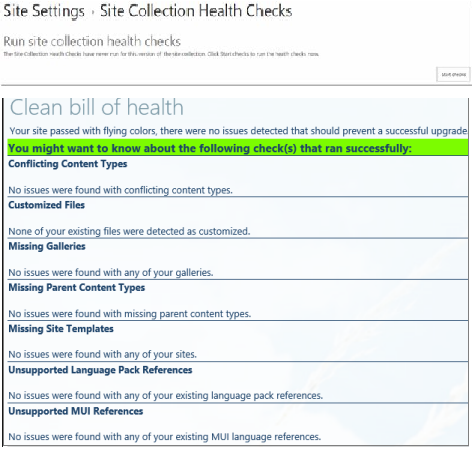 Site Settings › Site Collection Health Checks
Run site collection health checks
The Site Collection Health Checks have never run for this version of the site collection. Click Start checks to run the health checks now.
start checks
Clean bill of health
Your site passed with flying colors, there were no issues detected that should prevent a successful upgrade.
You might want to know about the following check(s) that ran successfully:
Conflicting Content Types
No issues were found with conflicting content types.
Customized Files
None of your existing files were detected as customized.
Missing Galleries
No issues were found with any of your galleries.
Missing Parent Content Types
No issues were found with missing parent content types.
Missing Site Templates
No issues were found with any of your sites.
Unsupported Language Pack References
No issues were found with any of your existing language pack references.
Unsupported MUI References
No issues were found with any of your existing MUI language references.